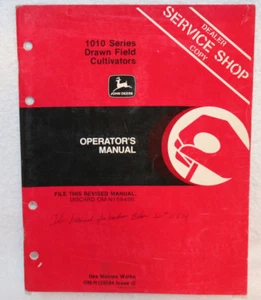 DEALER
SERVICE SHOP
COPY
1010 Series
Drawn Field
Cultivators
JOHN DEERE
OPERATOR'S
MANUAL
FILE THIS REVISED MANUAL.
DISCARD
Des Moines Works